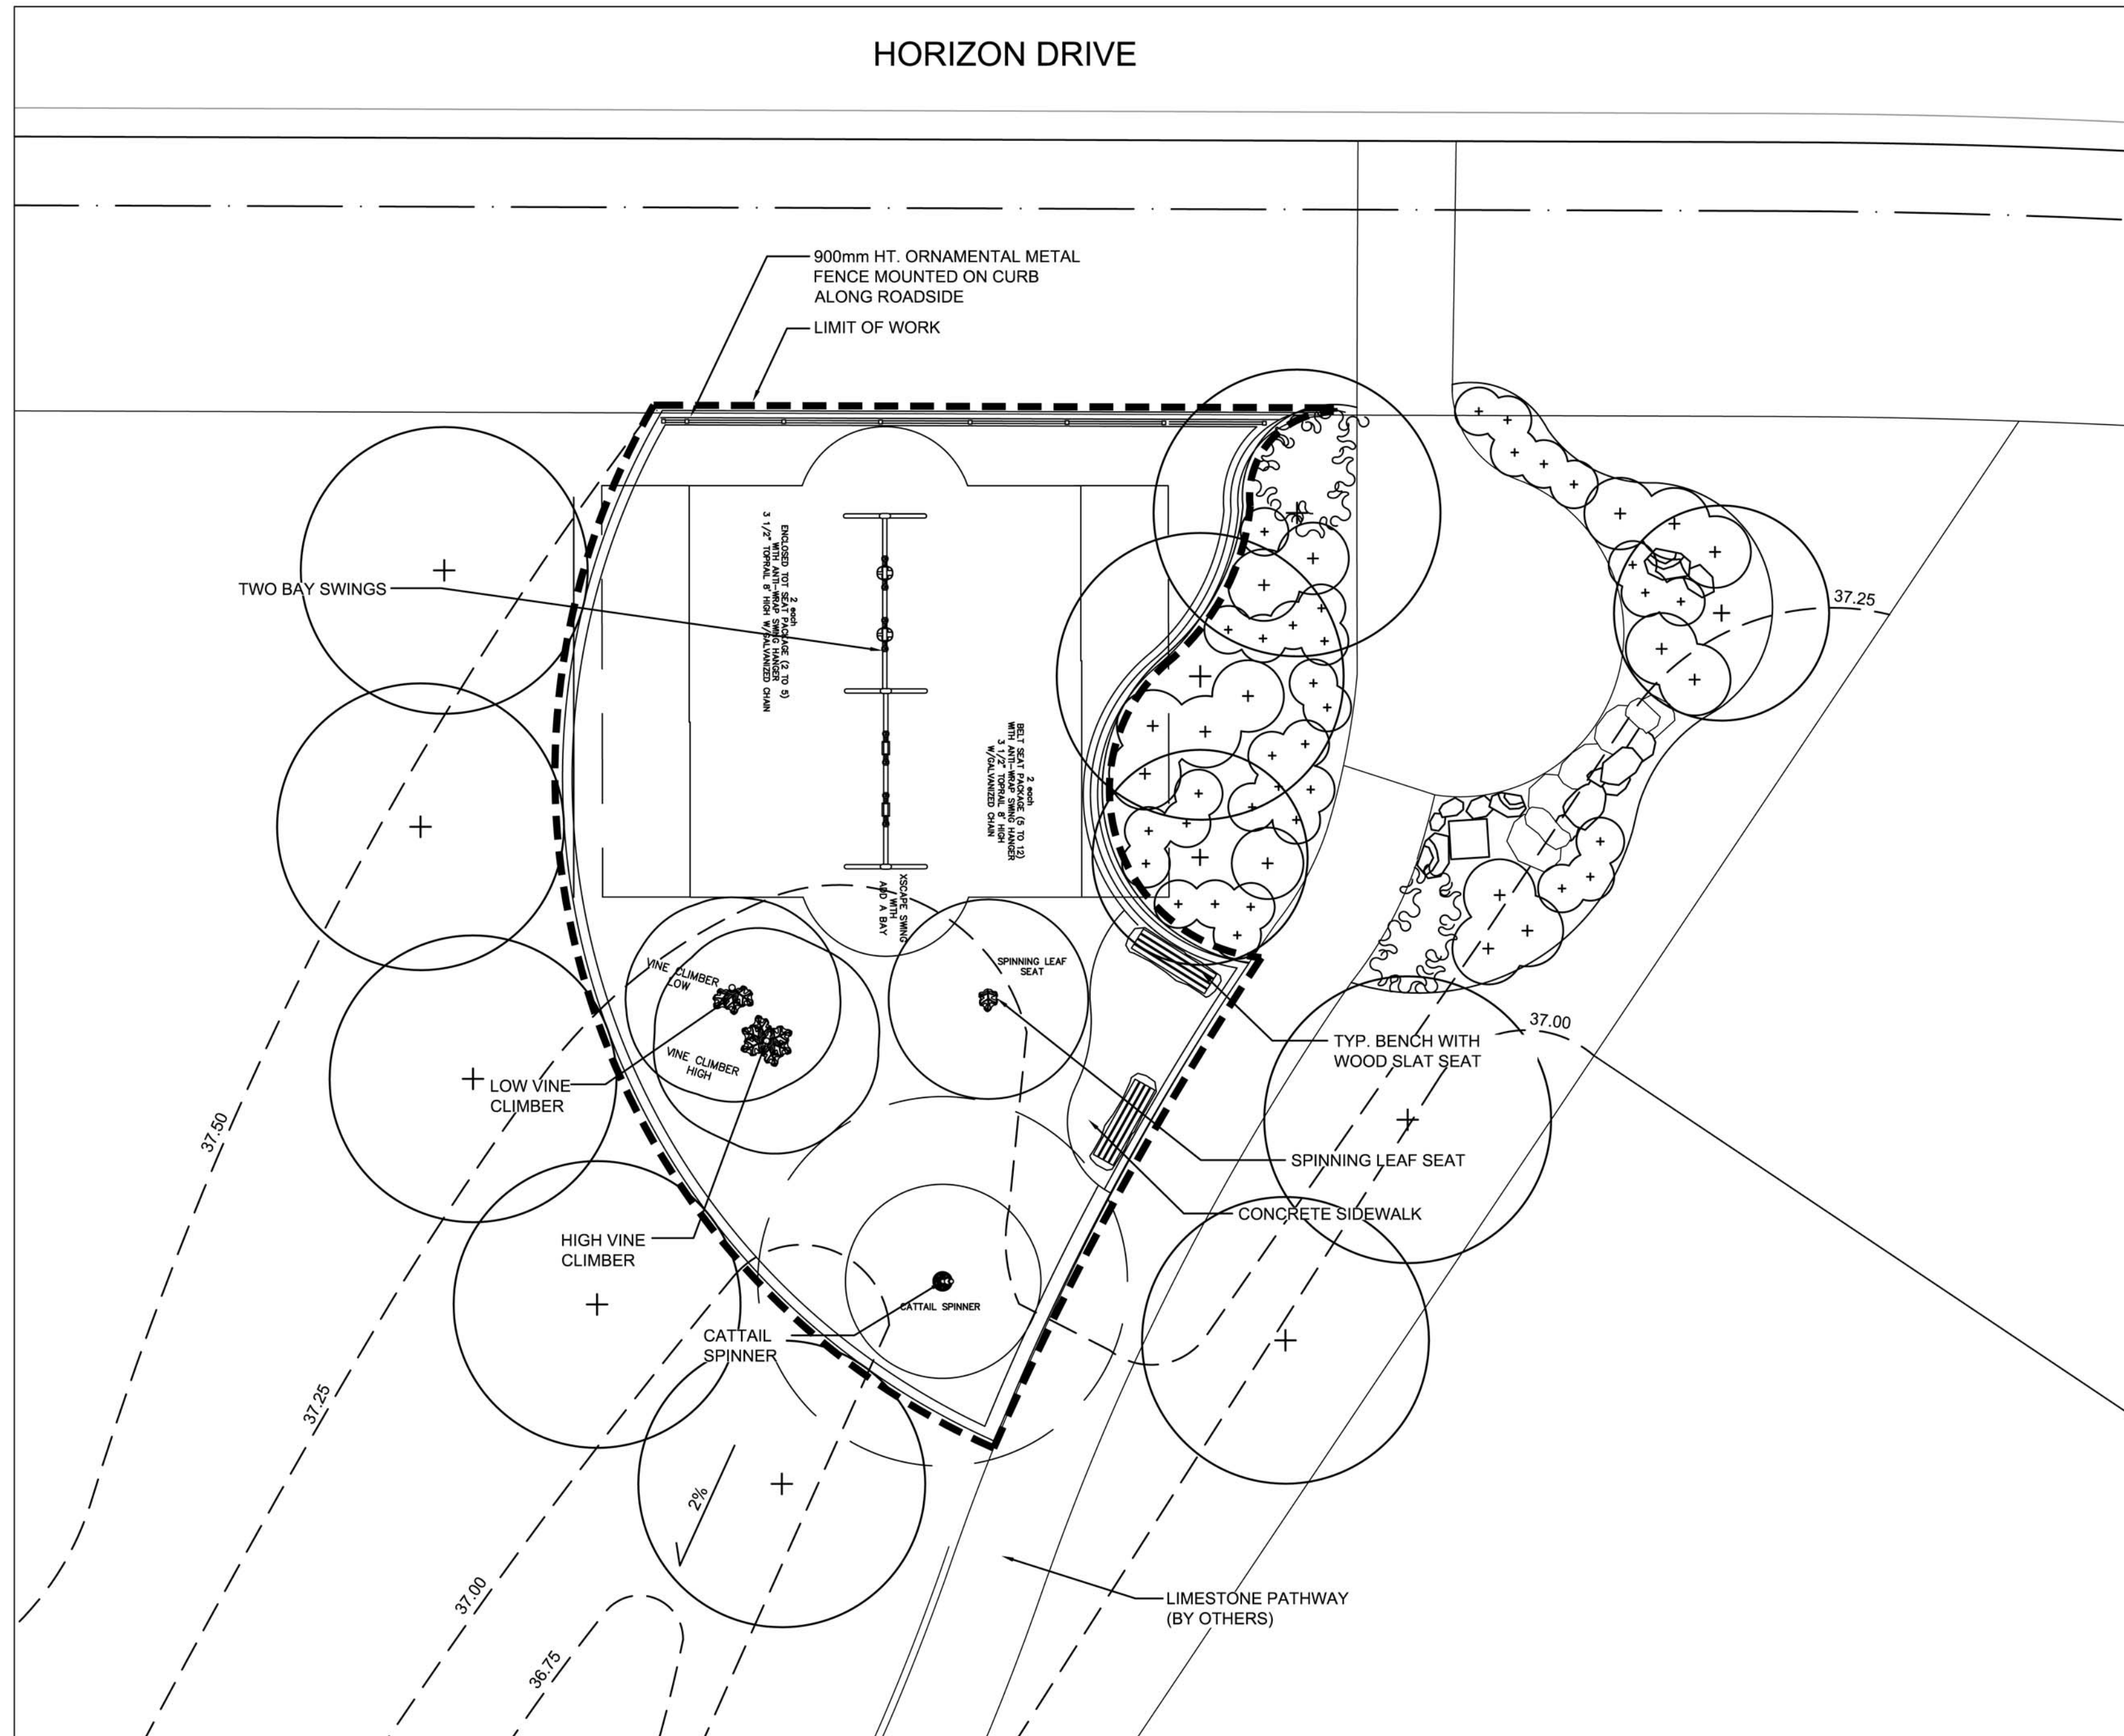 HORIZON DRIVE
900mm HT. ORNAMENTAL METAL
FENCE MOUNTED ON CURB
ALONG ROADSIDE
LIMIT OF WORK
TWO BAY SWINGS
2 each
ENCLOSED TOT SEAT PACKAGE (2 TO 5)
WITH ANTI-WRAP SWING HANGER
3 1/2" TOPRAIL 8' HIGH W/GALVANIZED CHAIN
2 each
BELT SEAT PACKAGE (5 TO 12)
WITH ANTI-WRAP SWING HANGER
3 1/2" TOPRAIL 8' HIGH
W/GALVANIZED CHAIN
XSCAPE SWING
WITH
ADD A BAY
37.25
VINE CLIMBER
LOW
SPINNING LEAF
SEAT
VINE CLIMBER
HIGH
37.00
TYP. BENCH WITH
WOOD SLAT SEAT
LOW VINE
CLIMBER
37.50
SPINNING LEAF SEAT
CONCRETE SIDEWALK
HIGH VINE
CLIMBER
CATTAIL SPINNER
CATTAIL
SPINNER
37.25
2%
37.00
LIMESTONE PATHWAY
(BY OTHERS)
36.75